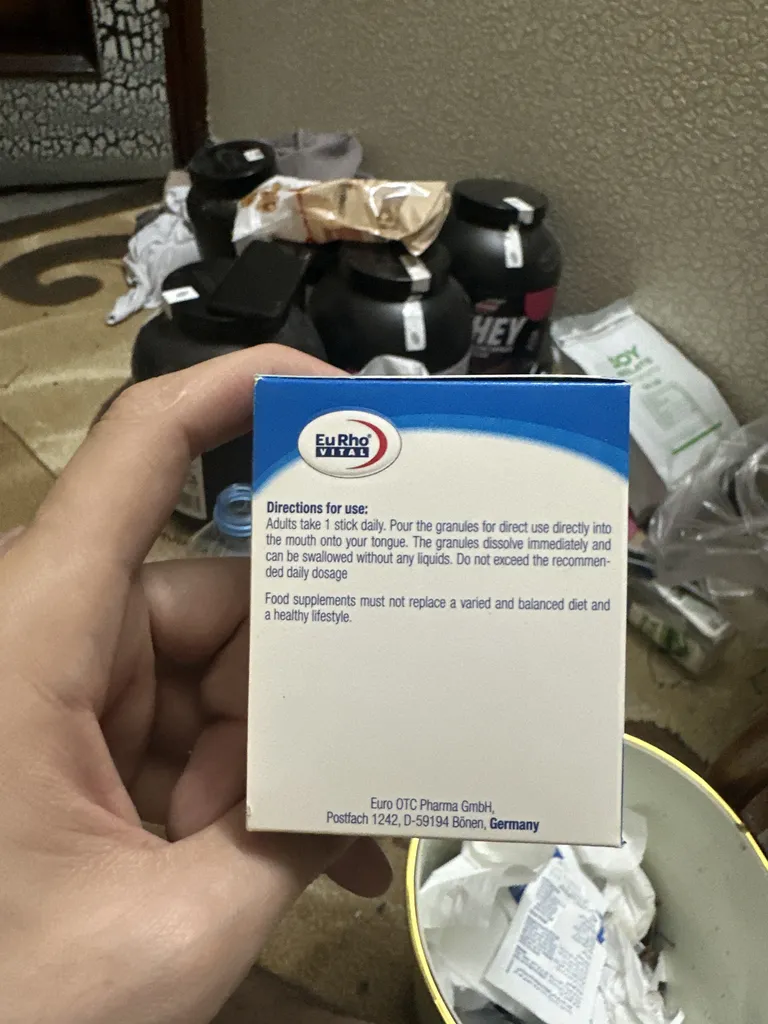 WHEY
EuRho®
VITAL
Directions for use:
Adults take 1 stick daily. Pour the granules for direct use directly into
the mouth onto your tongue. The granules dissolve immediately and
can be swallowed without any liquids. Do not exceed the recommen-
ded daily dosage
Food supplements must not replace a varied and balanced diet and
a healthy lifestyle.
Euro OTC Pharma GmbH,
Postfach 1242, D-59194 Bönen, Germany